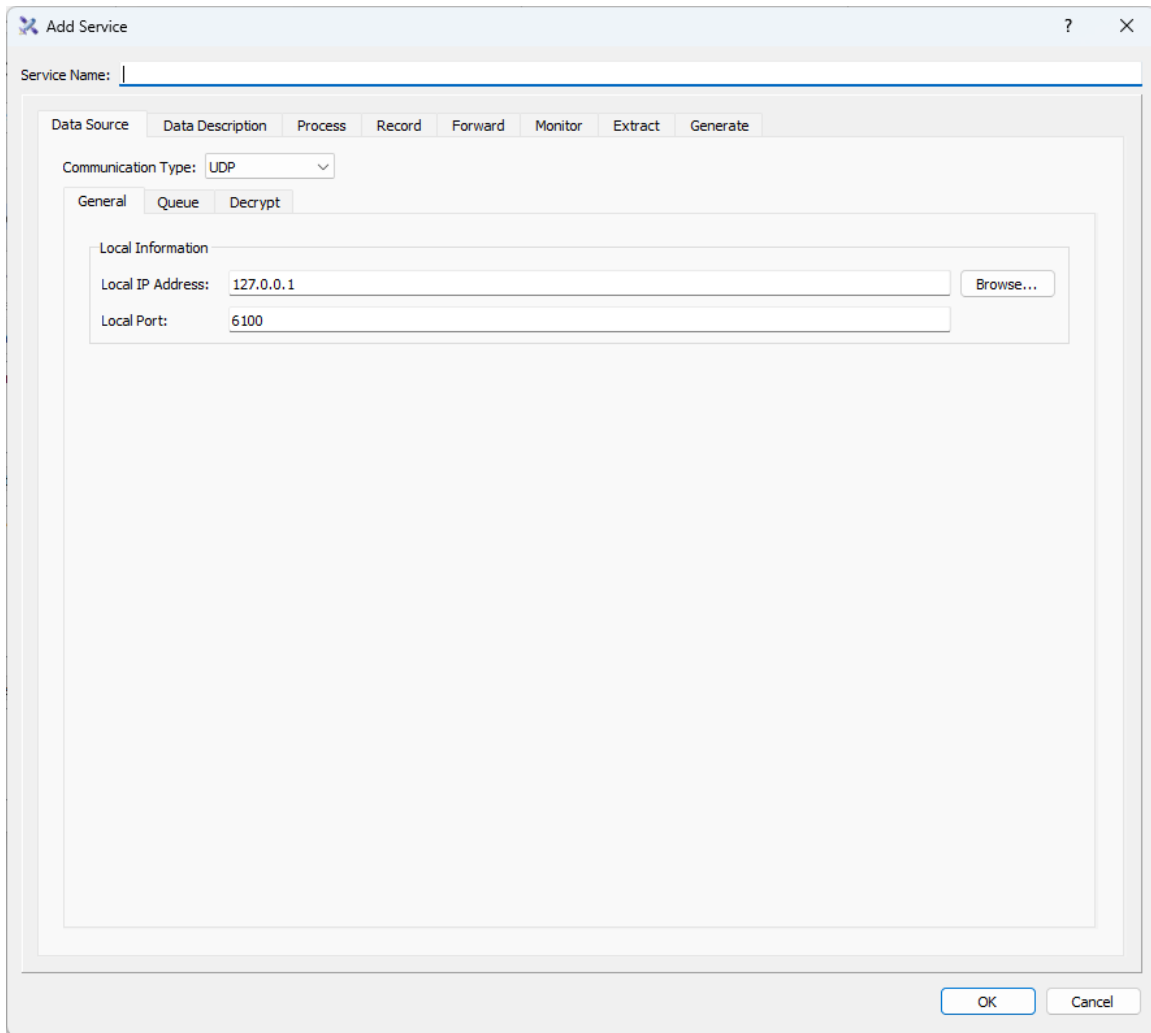 Add Service ?
Service Name:
Data Source Data Description Process Record Forward Monitor Extract Generate
Communication Type: UDP
General Queue Decrypt
Local Information
Local IP Address: 127.0.0.1 Browse...
Local Port: 6100
OK Cancel